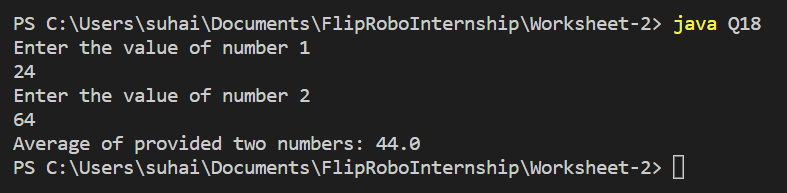 PS C:\Users\suhai\Documents\FlipRoboInternship\Worksheet-2> java Q18
Enter the value of number 1
24
Enter the value of number 2
64
Average of provided two numbers: 44.0
PS C:\Users\suhai\Documents\FlipRoboInternship\Worksheet-2>